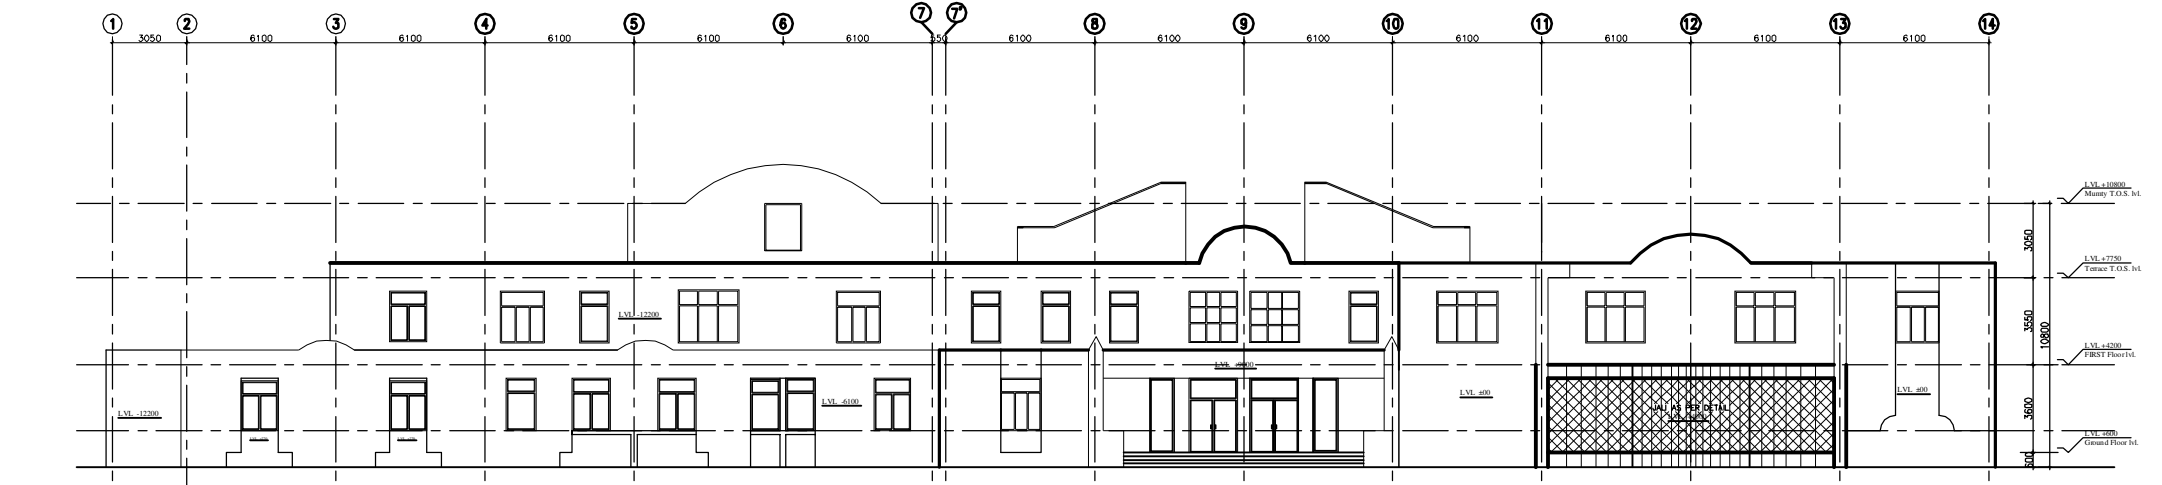 1 2 3 4 5 6 7 7' 8 9 10 11 12 13 14
3050 6100 6100 6100 6100 6100 550 6100 6100 6100 6100 6100 6100 6100
LVL +10800
Mumty T.O.S. lvl.
3050
LVL +7750
Terrace T.O.S. lvl.
LVL -12200
3550
10800
LVL +4200
FIRST Floor lvl.
LVL ±00
LVL ±00
LVL -6100
3600
JALI AS PER DETAIL
LVL -12200
LVL +600
Ground Floor lvl.
600